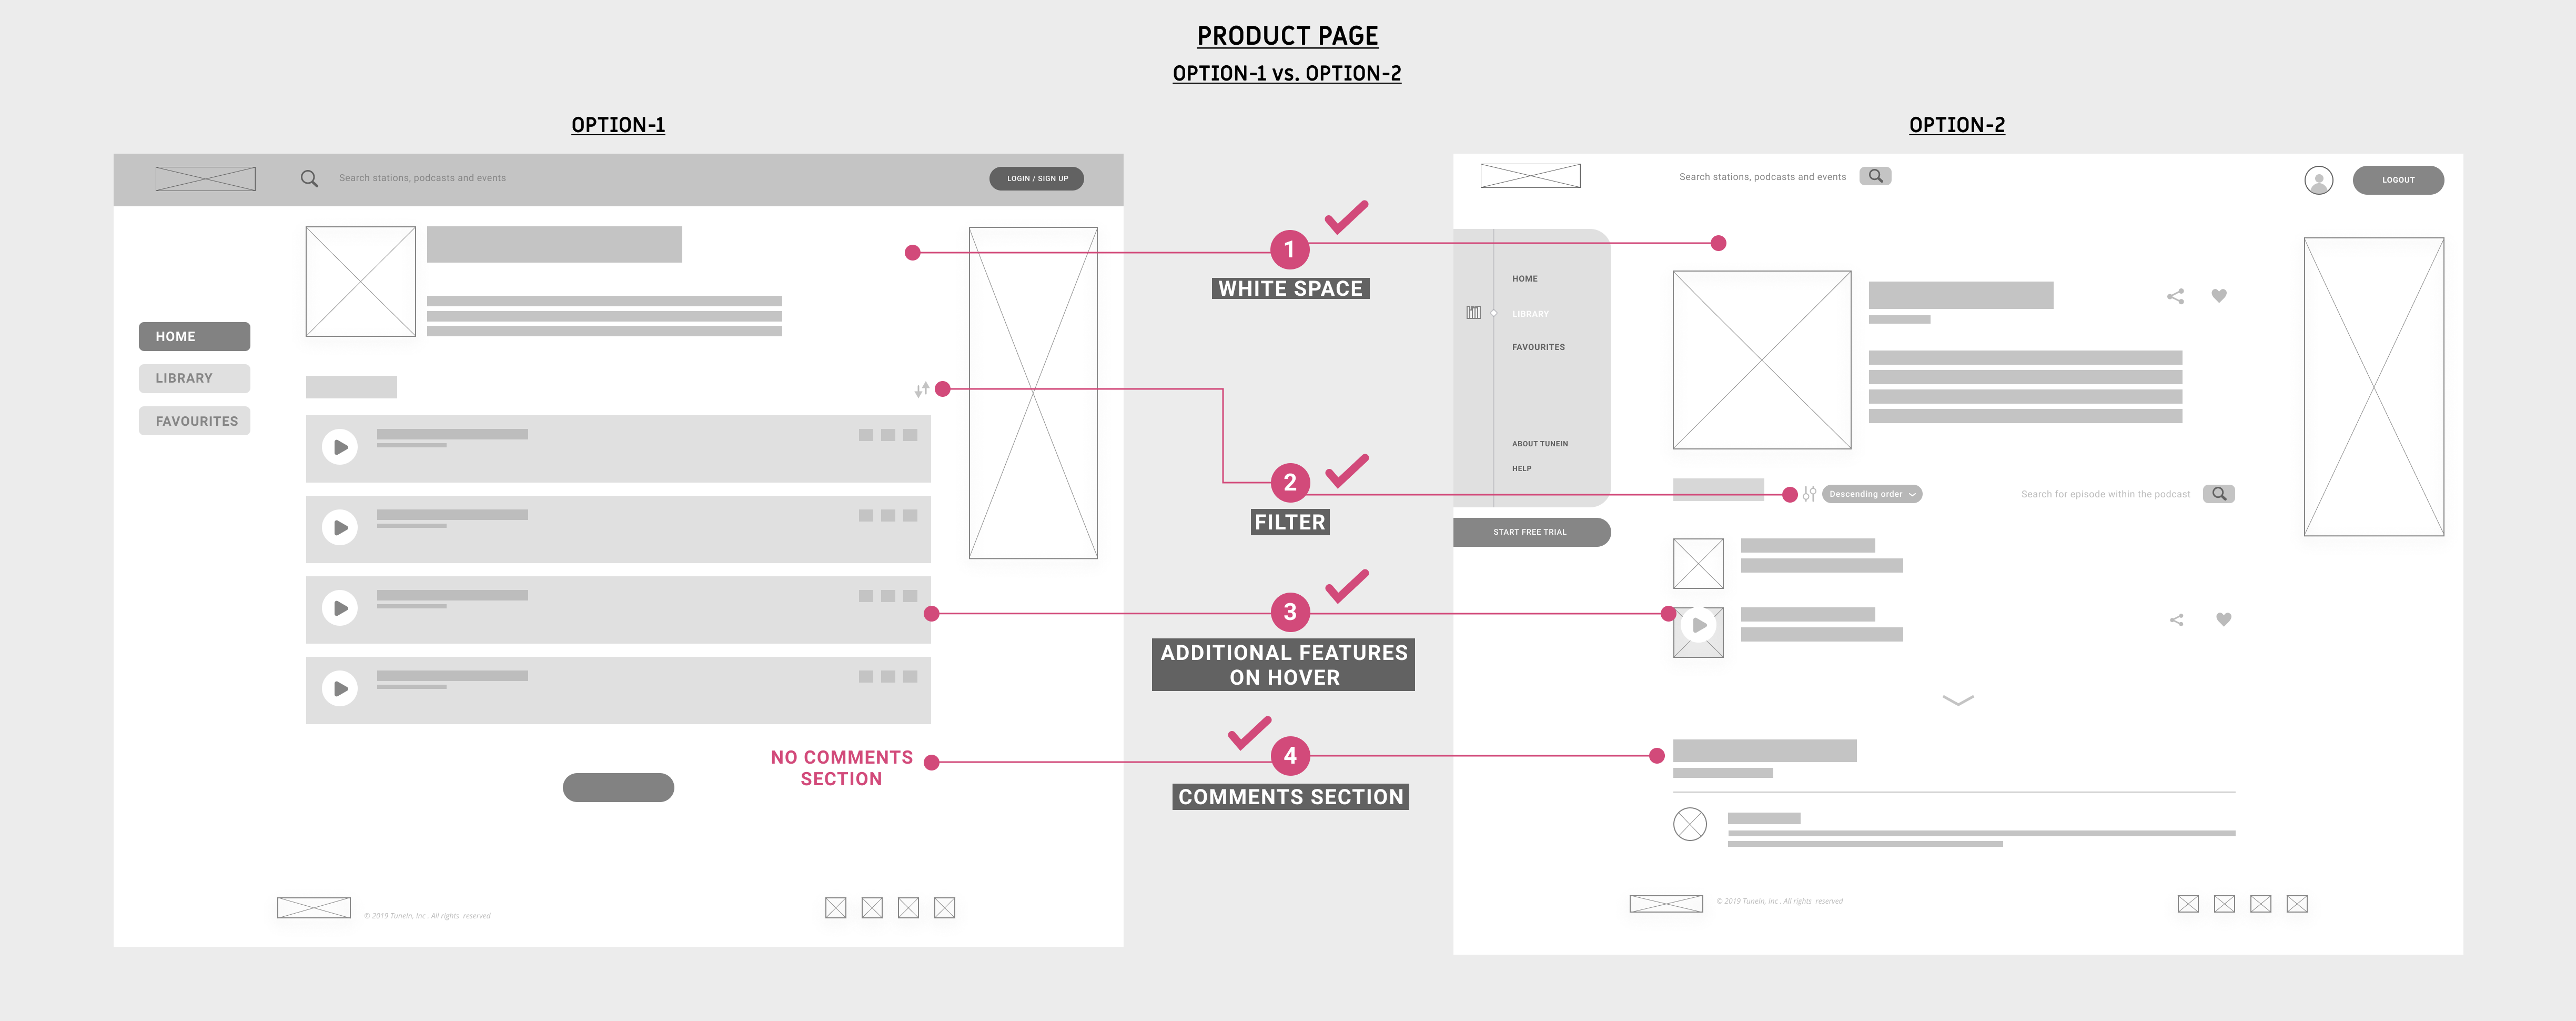 PRODUCT PAGE
OPTION-1 vs. OPTION-2
OPTION-1
Search stations, podcasts and events
LOGIN / SIGN UP
HOME
LIBRARY
FAVOURITES
NO COMMENTS
SECTION
© 2019 TuneIn, Inc . All rights reserved
1
WHITE SPACE
2
FILTER
3
ADDITIONAL FEATURES
ON HOVER
4
COMMENTS SECTION
OPTION-2
Search stations, podcasts and events
LOGOUT
HOME
LIBRARY
FAVOURITES
ABOUT TUNEIN
HELP
START FREE TRIAL
Descending order
Search for episode within the podcast
© 2019 TuneIn, Inc . All rights reserved